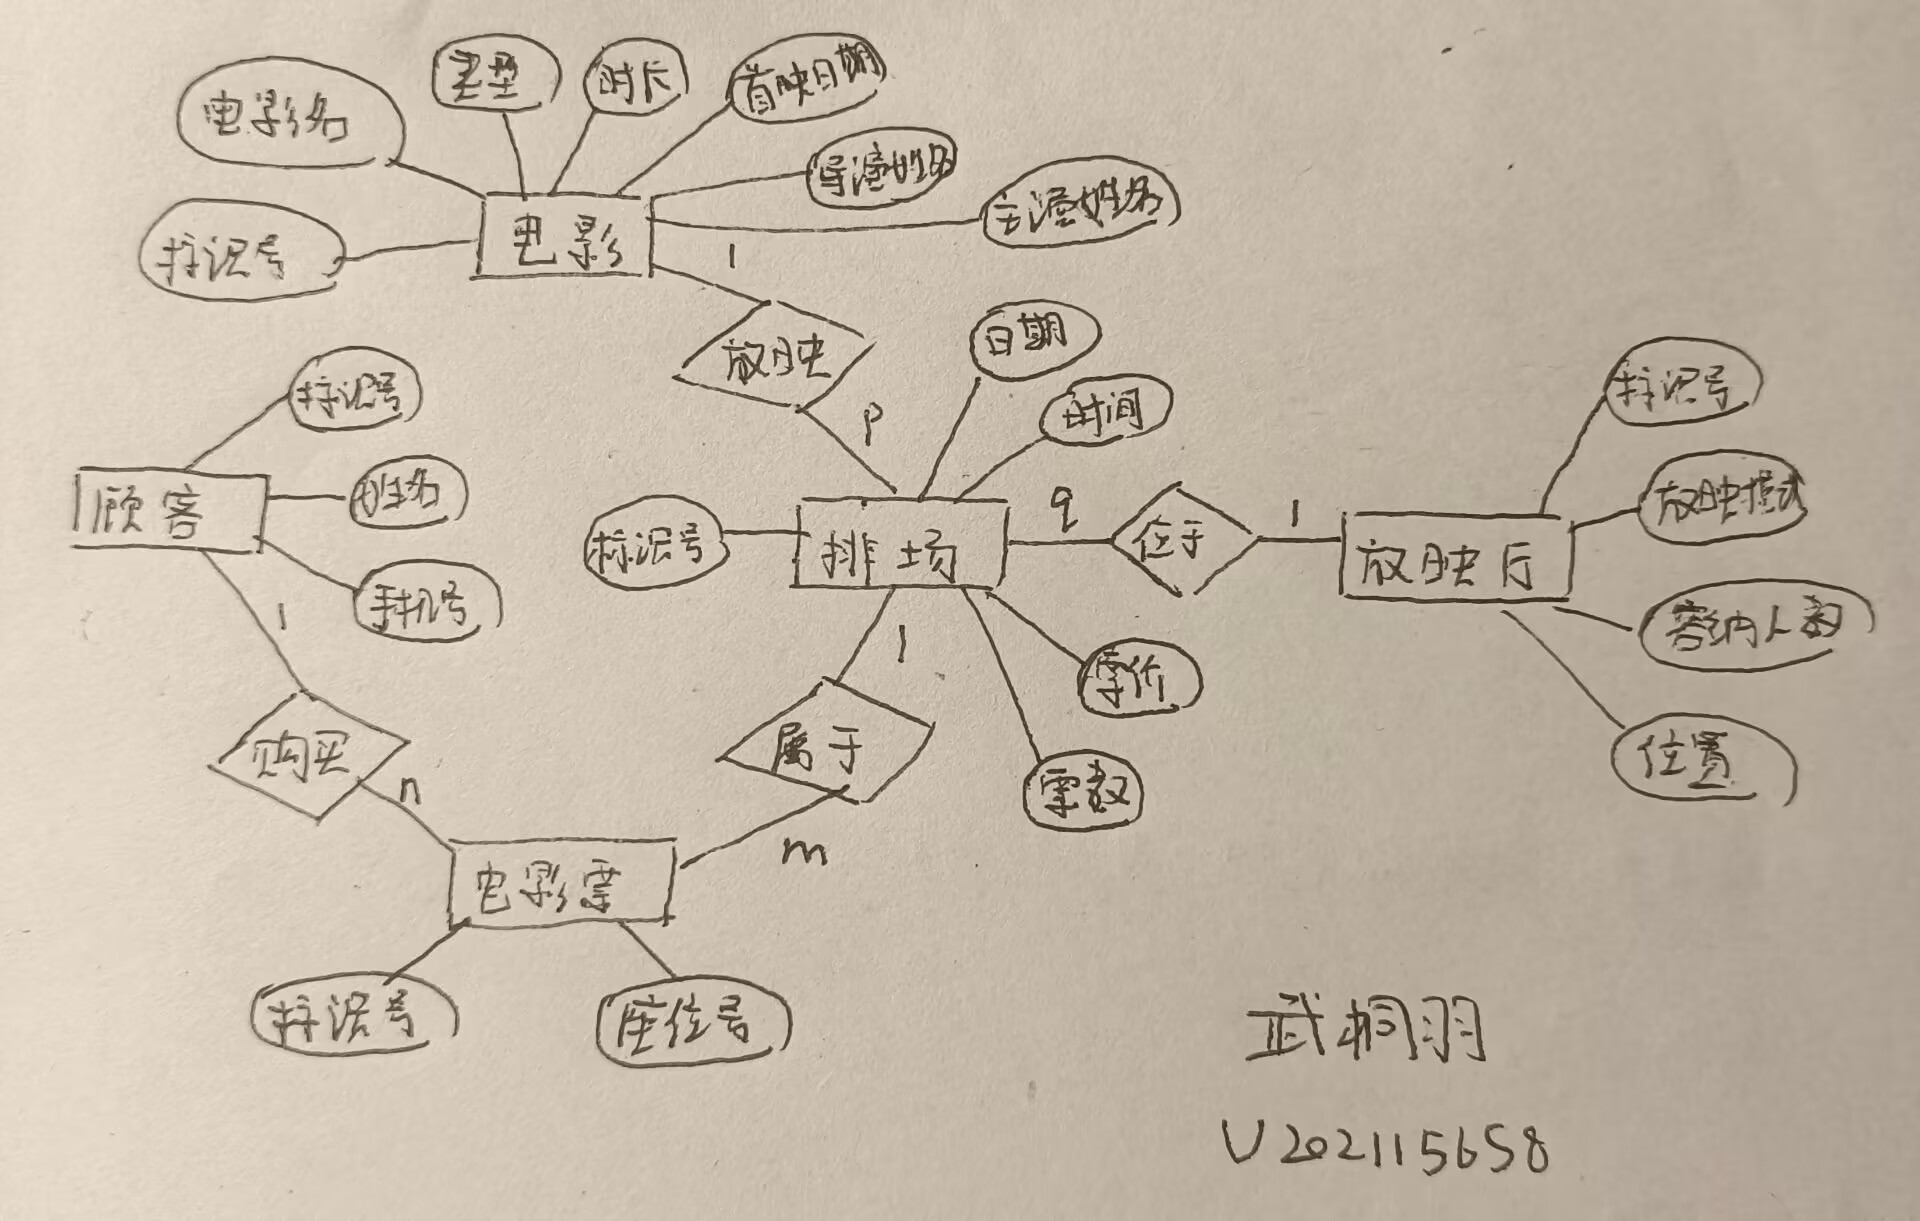 电影名
类型
时长
首映日期
导演姓名
主演姓名
标识号
电影
1
放映
P
日期
时间
标识号
姓名
手机号
顾客
标识号
排场
q
位于
1
放映厅
标识号
放映模式
容纳人数
位置
1
1
票价
票数
购买
n
属于
m
电影票
标识号
座位号
武桐羽
U202115658